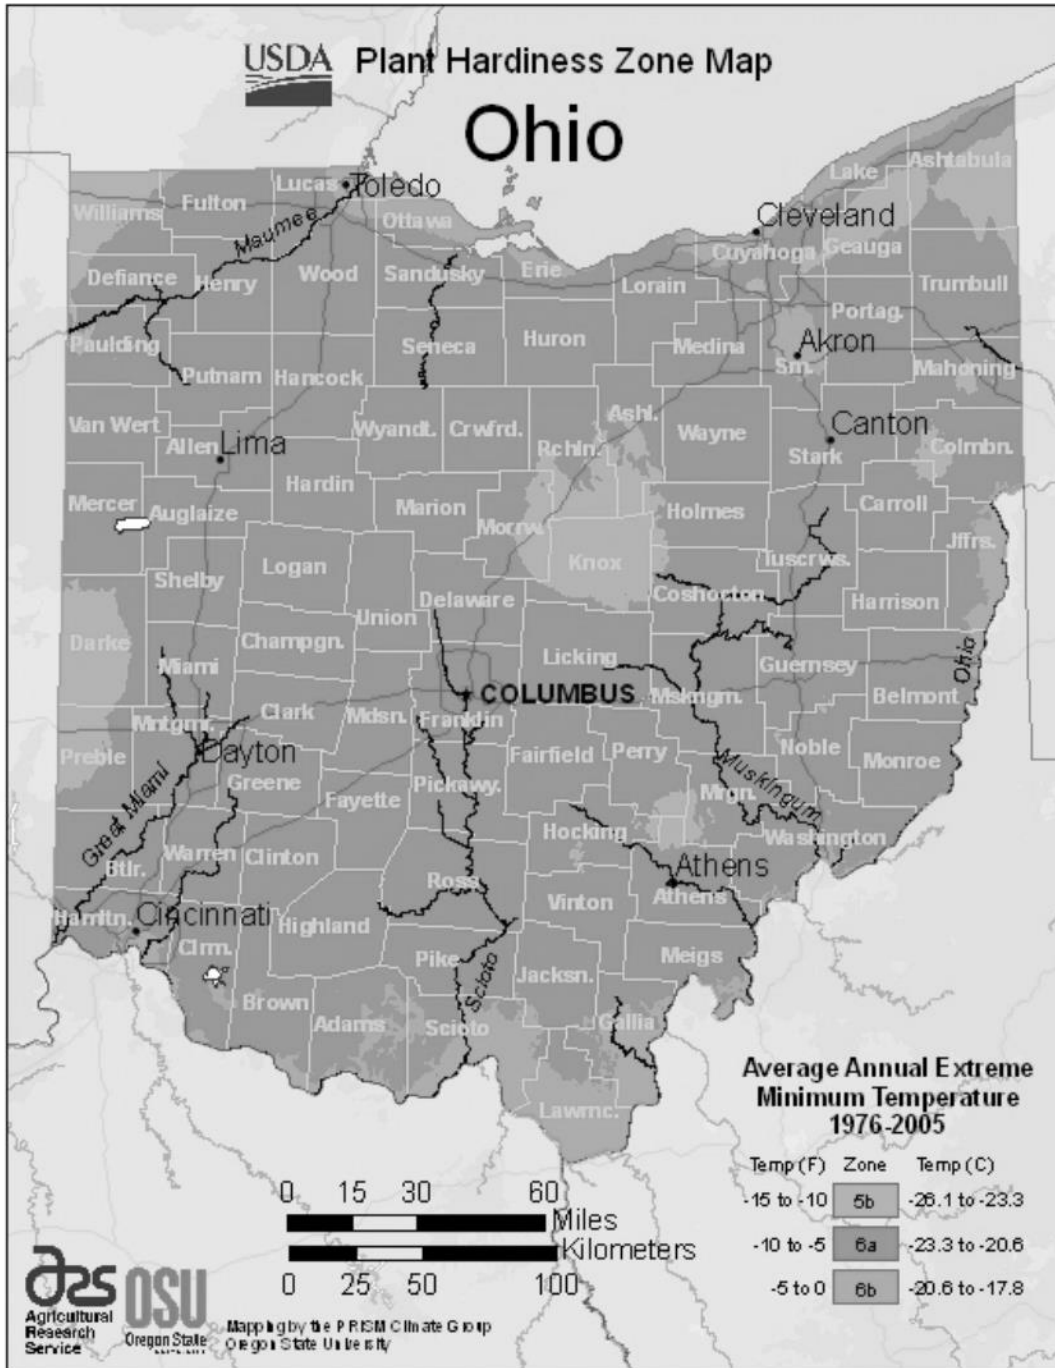 USDA Plant Hardiness Zone Map
Ohio
Lake
Ashtabula
Lucas
Toledo
Williams
Fulton
Ottawa
Maumee
Cleveland
Cuyahoga
Geauga
Defiance
Henry
Wood
Sandusky
Erie
Lorain
Trumbull
Portag.
Paulding
Seneca
Huron
Medina
Akron
Sm.
Mahoning
Putnam
Hancock
Van Wert
Allen
Lima
Wyandt.
Crwfrd.
Rchln.
Ashl.
Wayne
Canton
Stark
Colmbn.
Mercer
Auglaize
Hardin
Marion
Morrw.
Holmes
Carroll
Jffrs.
Shelby
Logan
Knox
Tuscrws.
Union
Delaware
Coshocton
Harrison
Darke
Miami
Champgn.
Licking
Guernsey
Ohio
Mskngm.
Belmont
COLUMBUS
Mntgmr.
Clark
Mdsn.
Franklin
Dayton
Preble
Fairfield
Perry
Noble
Monroe
Greene
Fayette
Pickawy.
Muskingum
Mrgn.
Great Miami
Hocking
Washington
Btlr.
Warren
Clinton
Ross
Athens
Vinton
Athens
Hamltn.
Cincinnati
Highland
Clrm.
Pike
Meigs
Jacksn.
Scioto
Brown
Adams
Scioto
Gallia
Lawrnc.
Average Annual Extreme
Minimum Temperature
1976-2005
Temp (F) Zone Temp (C)
-15 to -10 5b -26.1 to -23.3
-10 to -5 6a -23.3 to -20.6
-5 to 0 6b -20.6 to -17.8
0 15 30 60
Miles
Kilometers
0 25 50 100
ars OSU
Agricultural
Research
Service
Oregon State
Mapping by the PRISM Climate Group
Oregon State University